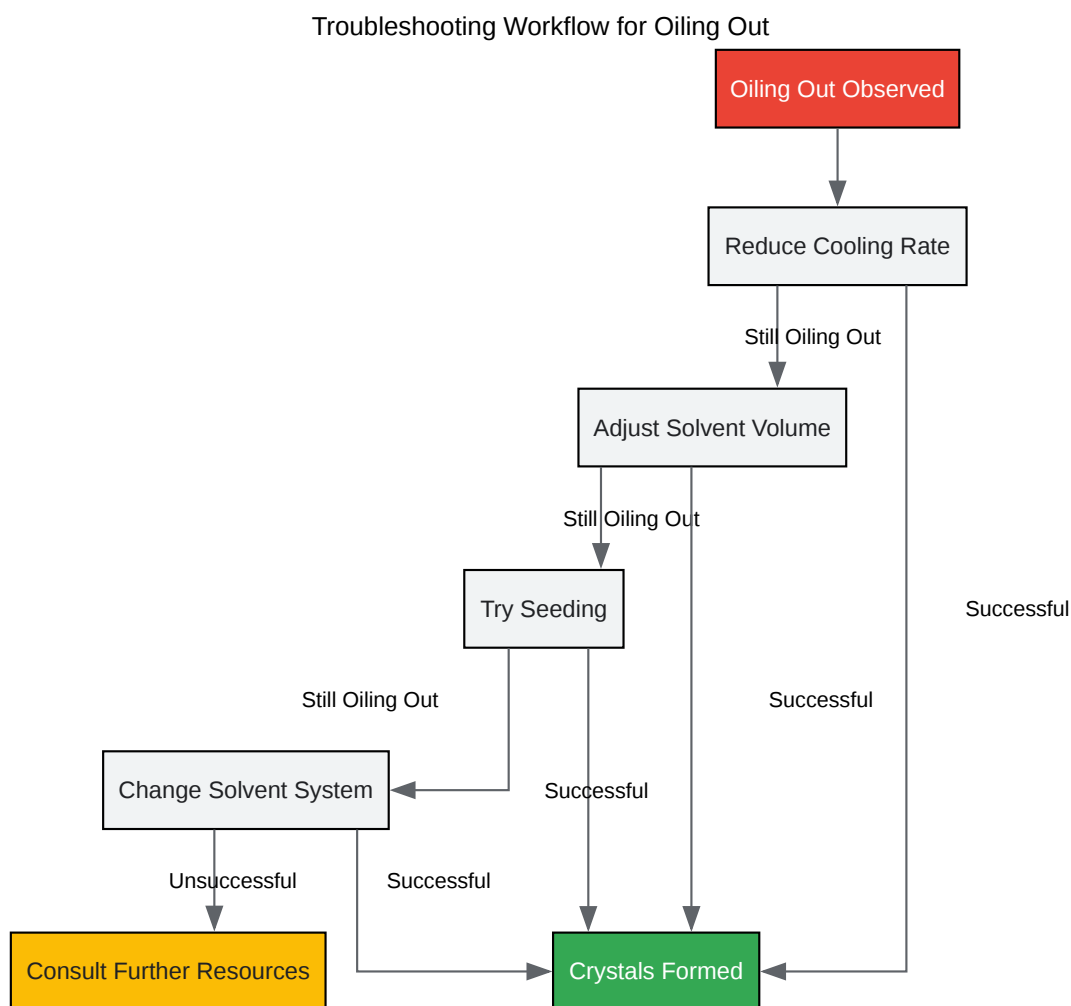 Troubleshooting Workflow for Oiling Out
Oiling Out Observed
Reduce Cooling Rate
Still Oiling Out
Adjust Solvent Volume
Still Oiling Out
Try Seeding
Successful
Still Oiling Out
Successful
Change Solvent System
Successful
Unsuccessful
Successful
Consult Further Resources
Crystals Formed